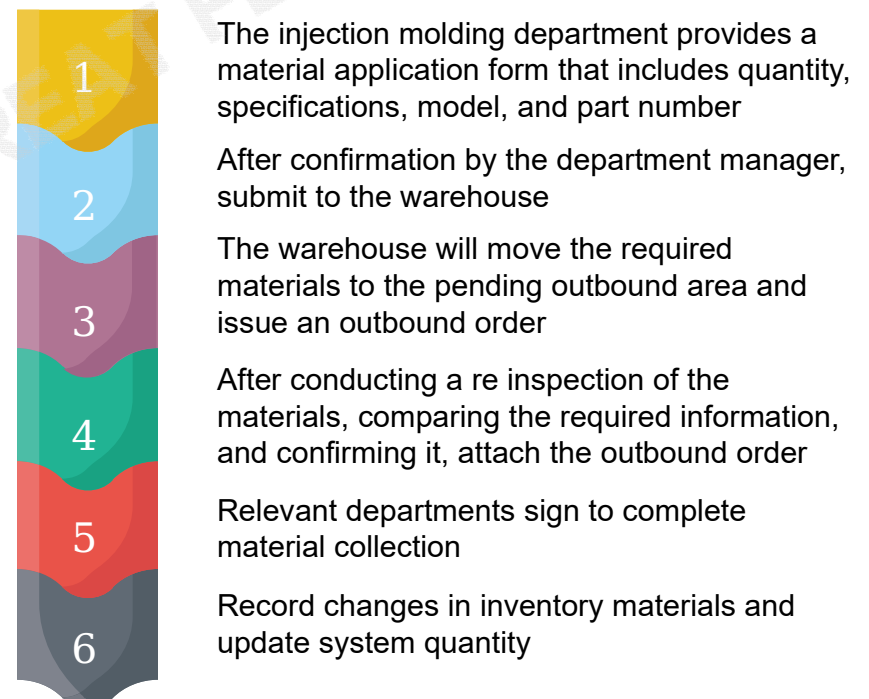 1
The injection molding department provides a
material application form that includes quantity,
specifications, model, and part number
2
After confirmation by the department manager,
submit to the warehouse
3
The warehouse will move the required
materials to the pending outbound area and
issue an outbound order
4
After conducting a re inspection of the
materials, comparing the required information,
and confirming it, attach the outbound order
5
Relevant departments sign to complete
material collection
6
Record changes in inventory materials and
update system quantity